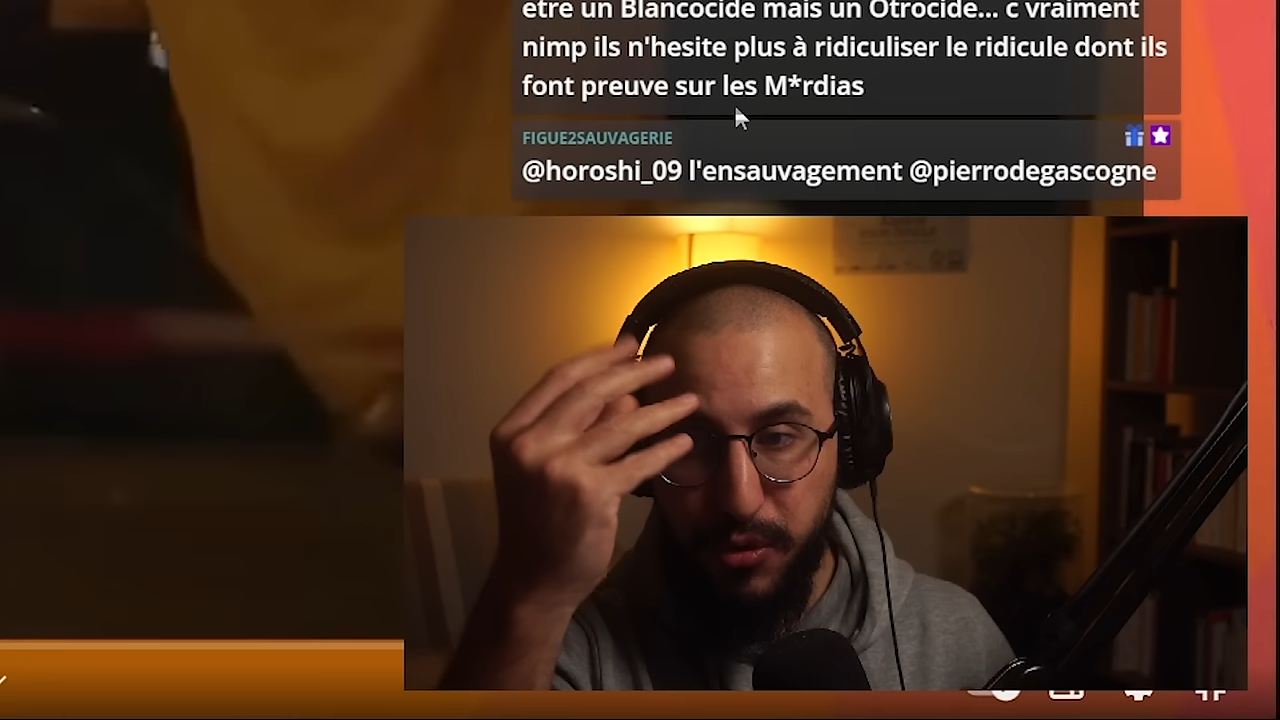 etre un Blancocide mais un Otrocide... c vraiment
nimp ils n'hesite plus à ridiculiser le ridicule dont ils
font preuve sur les M*rdias
FIGUE2SAUVAGERIE
@horoshi_09 l'ensauvagement @pierrodegascogne